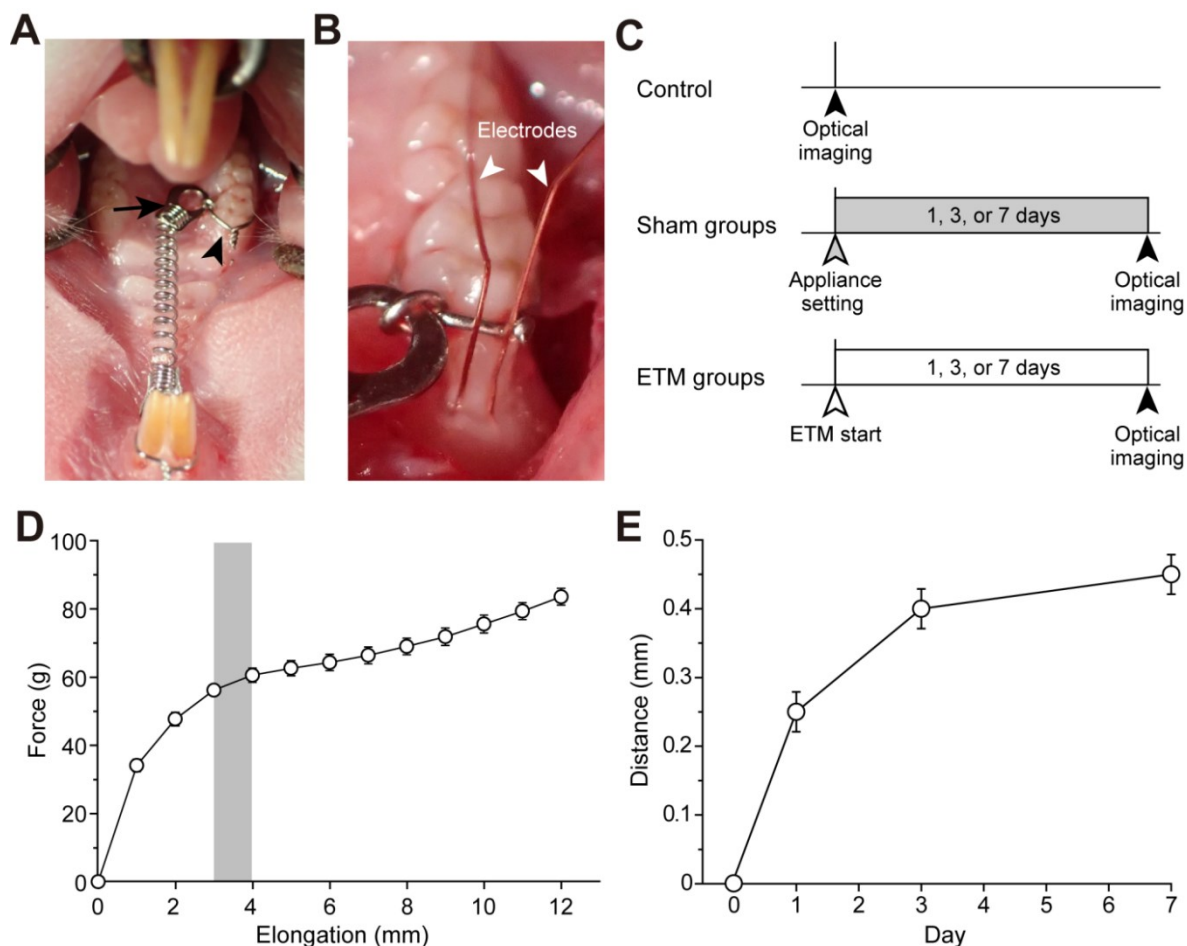 A
B
Electrodes
C
Control
Optical
imaging
Sham groups
1, 3, or 7 days
Appliance
setting
Optical
imaging
ETM groups
1, 3, or 7 days
ETM start
Optical
imaging
D
100
80
60
40
20
0
Force (g)
0 2 4 6 8 10 12
Elongation (mm)
E
0.5
0.4
0.3
0.2
0.1
0
Distance (mm)
0 1 2 3 4 5 6 7
Day